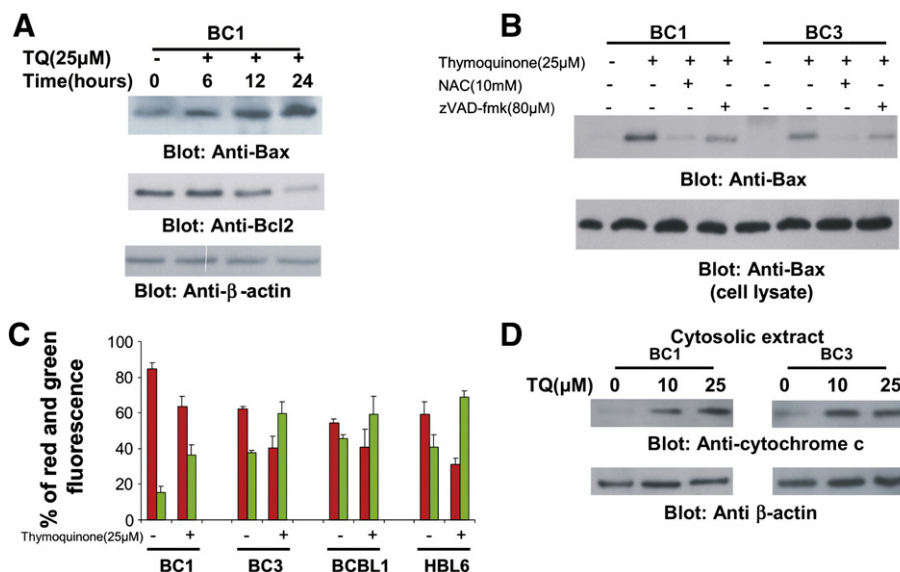 A
BC1
TQ(25µM) - + + +
Time(hours) 0 6 12 24
Blot: Anti-Bax
Blot: Anti-Bcl2
Blot: Anti-β-actin
B
BC1 BC3
Thymoquinone(25µM) - + + + - + + +
NAC(10mM) - - + - - - + -
zVAD-fmk(80µM) - - - + - - - +
Blot: Anti-Bax
Blot: Anti-Bax
(cell lysate)
C
% of red and green
fluorescence
100
80
60
40
20
0
Thymoquinone(25µM) - + - + - + - +
BC1 BC3 BCBL1 HBL6
D
Cytosolic extract
BC1 BC3
TQ(µM) 0 10 25 0 10 25
Blot: Anti-cytochrome c
Blot: Anti β-actin